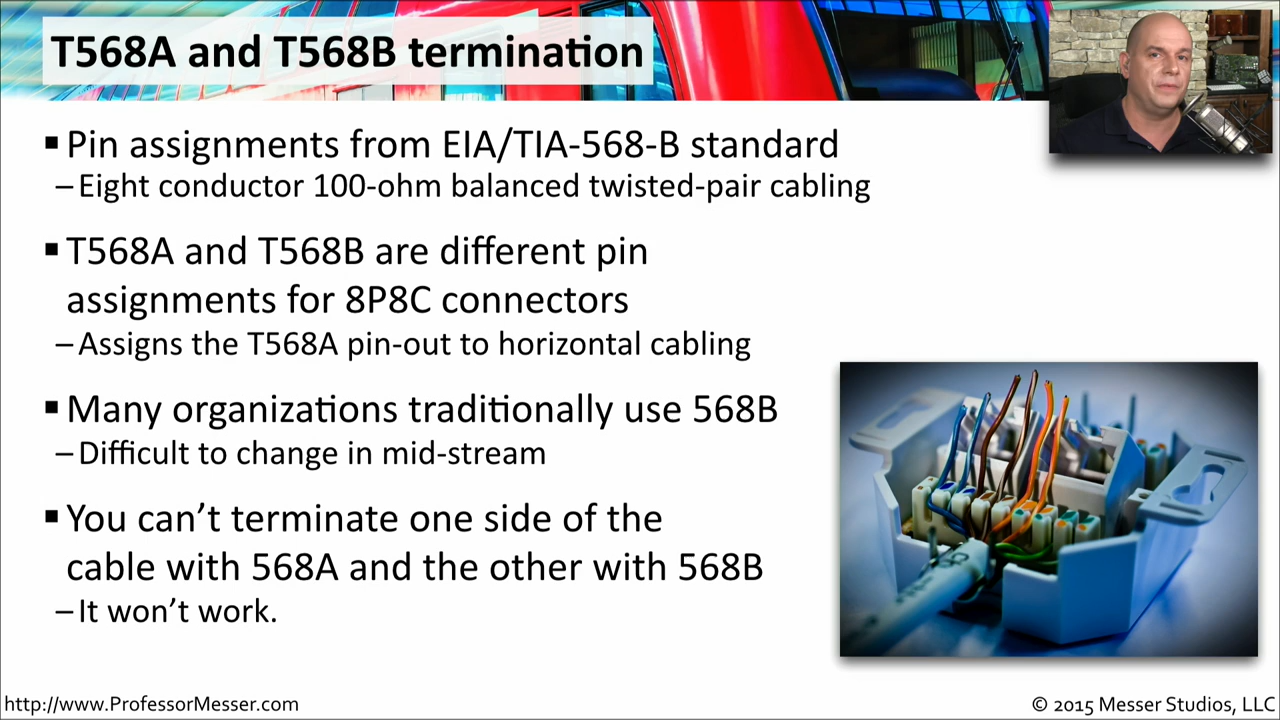 T568A and T568B termination
▪ Pin assignments from EIA/TIA-568-B standard
– Eight conductor 100-ohm balanced twisted-pair cabling
▪ T568A and T568B are different pin
assignments for 8P8C connectors
– Assigns the T568A pin-out to horizontal cabling
▪ Many organizations traditionally use 568B
– Difficult to change in mid-stream
▪ You can’t terminate one side of the
cable with 568A and the other with 568B
– It won’t work.
http://www.ProfessorMesser.com
© 2015 Messer Studios, LLC